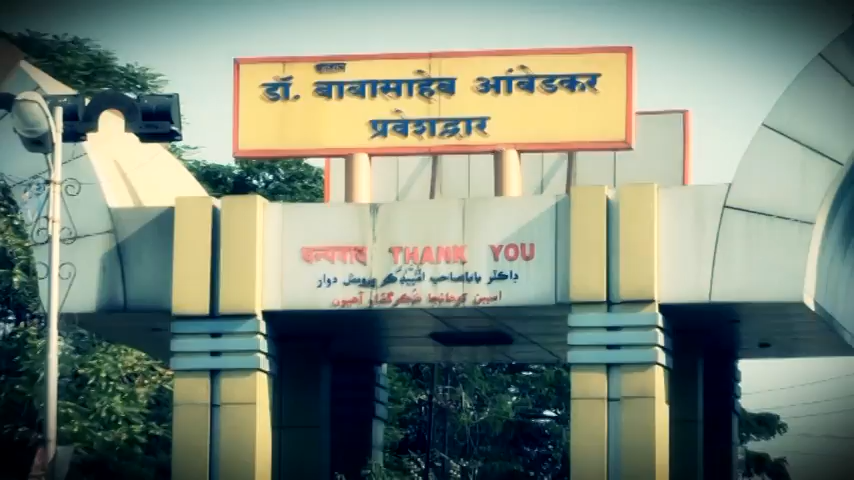 डॉ. बाबासाहेब आंबेडकर
प्रवेशद्वार
धन्यवाद THANK YOU
ڈاکٹر باباصاحب امبیڈکر پرویش دوار